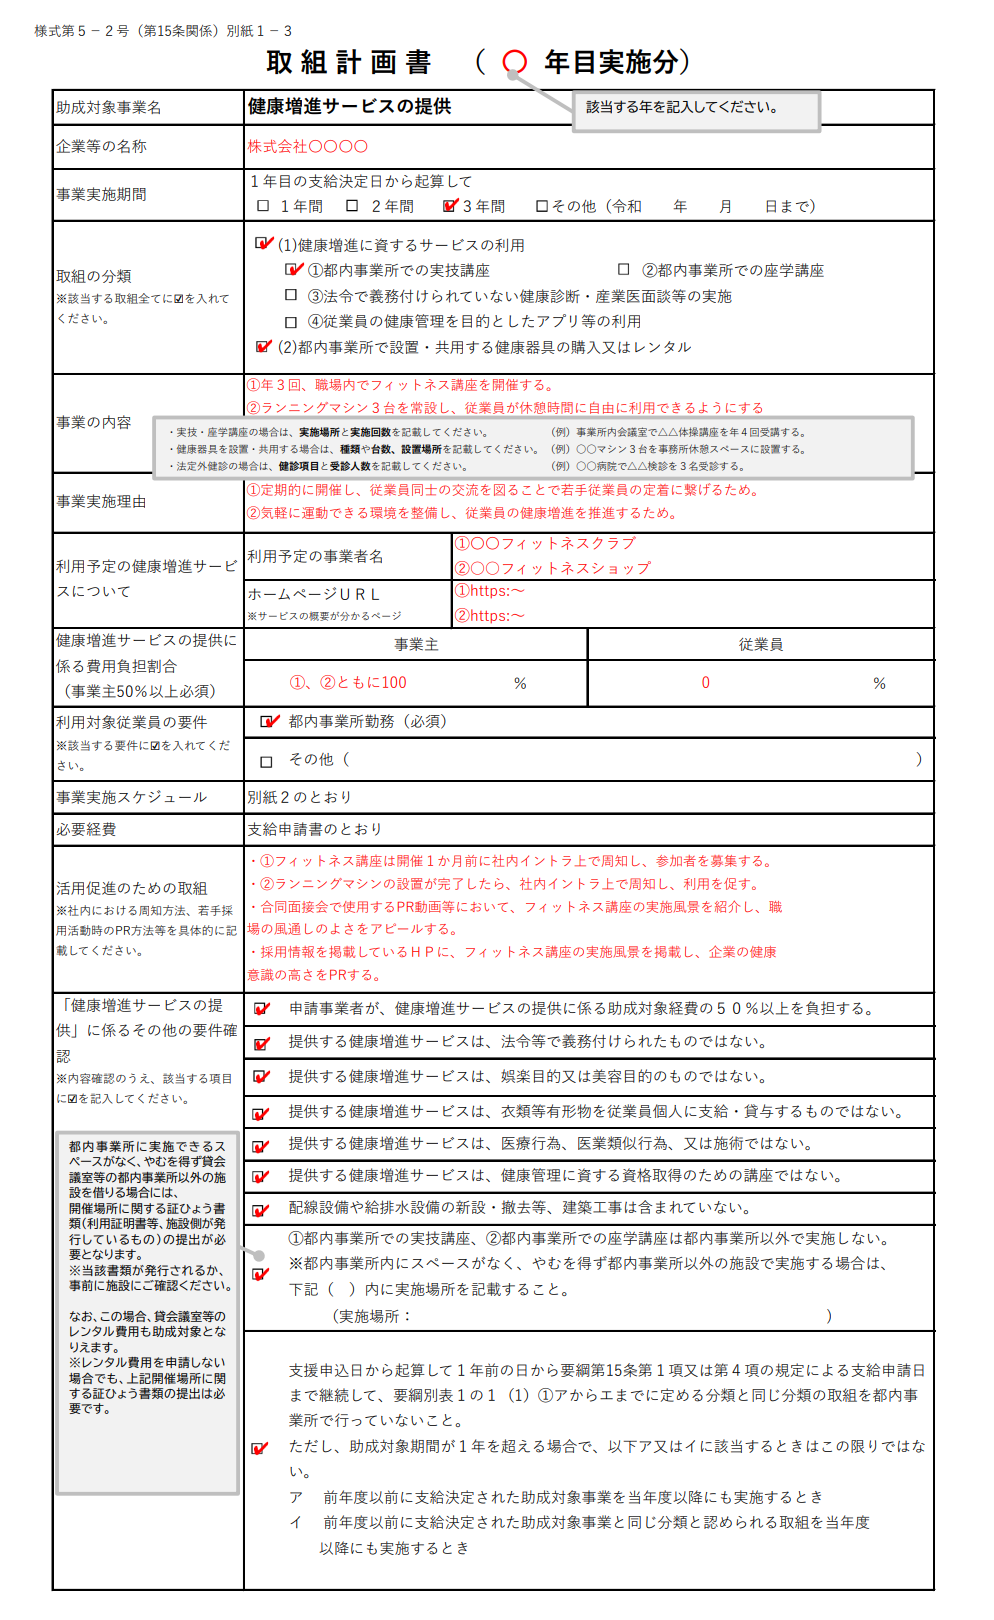 様式第５－２号（第15条関係）別紙１－３
取 組 計 画 書　（ 〇 年目実施分）
該当する年を記入してください。
助成対象事業名
健康増進サービスの提供
企業等の名称
株式会社〇〇〇〇
事業実施期間
１年目の支給決定日から起算して
□ １年間　□ ２年間　☑ ３年間　□ その他（令和　　年　　月　　日まで）
取組の分類
※該当する取組全てに☑を入れて
ください。
☑ (1)健康増進に資するサービスの利用
☑ ①都内事業所での実技講座　□ ②都内事業所での座学講座
□ ③法令で義務付けられていない健康診断・産業医面談等の実施
□ ④従業員の健康管理を目的としたアプリ等の利用
☑ (2)都内事業所で設置・共用する健康器具の購入又はレンタル
事業の内容
①年３回、職場内でフィットネス講座を開催する。
②ランニングマシン３台を常設し、従業員が休憩時間に自由に利用できるようにする
・実技・座学講座の場合は、実施場所と実施回数を記載してください。　（例）事業所内会議室で△△体操講座を年４回受講する。
・健康器具を設置・共用する場合は、種類や台数、設置場所を記載してください。（例）〇〇マシン３台を事務所休憩スペースに設置する。
・法定外健診の場合は、健診項目と受診人数を記載してください。　（例）〇〇病院で△△検診を３名受診する。
事業実施理由
①定期的に開催し、従業員同士の交流を図ることで若手従業員の定着に繋げるため。
②気軽に運動できる環境を整備し、従業員の健康増進を推進するため。
利用予定の健康増進サービ
スについて
利用予定の事業者名
①〇〇フィットネスクラブ
②〇〇フィットネスショップ
ホームページＵＲＬ
※サービスの概要が分かるページ
①https:～
②https:～
健康増進サービスの提供に
係る費用負担割合
（事業主50%以上必須）
事業主　従業員
①、②ともに100　％　0　％
利用対象従業員の要件
※該当する要件に☑を入れてくだ
さい。
☑ 都内事業所勤務（必須）
□ その他（　　）
事業実施スケジュール
別紙２のとおり
必要経費
支給申請書のとおり
活用促進のための取組
※社内における周知方法、若手採
用活動時のPR方法等を具体的に記
載してください。
・①フィットネス講座は開催１か月前に社内イントラ上で周知し、参加者を募集する。
・②ランニングマシンの設置が完了したら、社内イントラ上で周知し、利用を促す。
・合同面接会で使用するPR動画等において、フィットネス講座の実施風景を紹介し、職
場の風通しのよさをアピールする。
・採用情報を掲載しているＨＰに、フィットネス講座の実施風景を掲載し、企業の健康
意識の高さをPRする。
「健康増進サービスの提
供」に係るその他の要件確
認
※内容確認のうえ、該当する項目
に☑を記入してください。
都内事業所に実施できるス
ペースがなく、やむを得ず貸会
議室等の都内事業所以外の施
設を借りる場合には、
開催場所に関する証ひょう書
類（利用証明書等、施設側が発
行しているもの）の提出が必
要となります。
※当該書類が発行されるか、
事前に施設にご確認ください。
なお、この場合、貸会議室等の
レンタル費用も助成対象とな
りえます。
※レンタル費用を申請しない
場合でも、上記開催場所に関
する証ひょう書類の提出は必
要です。
☑ 申請事業者が、健康増進サービスの提供に係る助成対象経費の５０%以上を負担する。
☑ 提供する健康増進サービスは、法令等で義務付けられたものではない。
☑ 提供する健康増進サービスは、娯楽目的又は美容目的のものではない。
☑ 提供する健康増進サービスは、衣類等有形物を従業員個人に支給・貸与するものではない。
☑ 提供する健康増進サービスは、医療行為、医業類似行為、又は施術ではない。
☑ 提供する健康増進サービスは、健康管理に資する資格取得のための講座ではない。
☑ 配線設備や給排水設備の新設・撤去等、建築工事は含まれていない。
①都内事業所での実技講座、②都内事業所での座学講座は都内事業所以外で実施しない。
☑ ※都内事業所内にスペースがなく、やむを得ず都内事業所以外の施設で実施する場合は、
下記（　）内に実施場所を記載すること。
（実施場所：　　）
支援申込日から起算して１年前の日から要綱第15条第１項又は第４項の規定による支給申請日
まで継続して、要綱別表１の１（1）①アからエまでに定める分類と同じ分類の取組を都内事
業所で行っていないこと。
☑ ただし、助成対象期間が１年を超える場合で、以下ア又はイに該当するときはこの限りではな
い。
ア　前年度以前に支給決定された助成対象事業を当年度以降にも実施するとき
イ　前年度以前に支給決定された助成対象事業と同じ分類と認められる取組を当年度
以降にも実施するとき